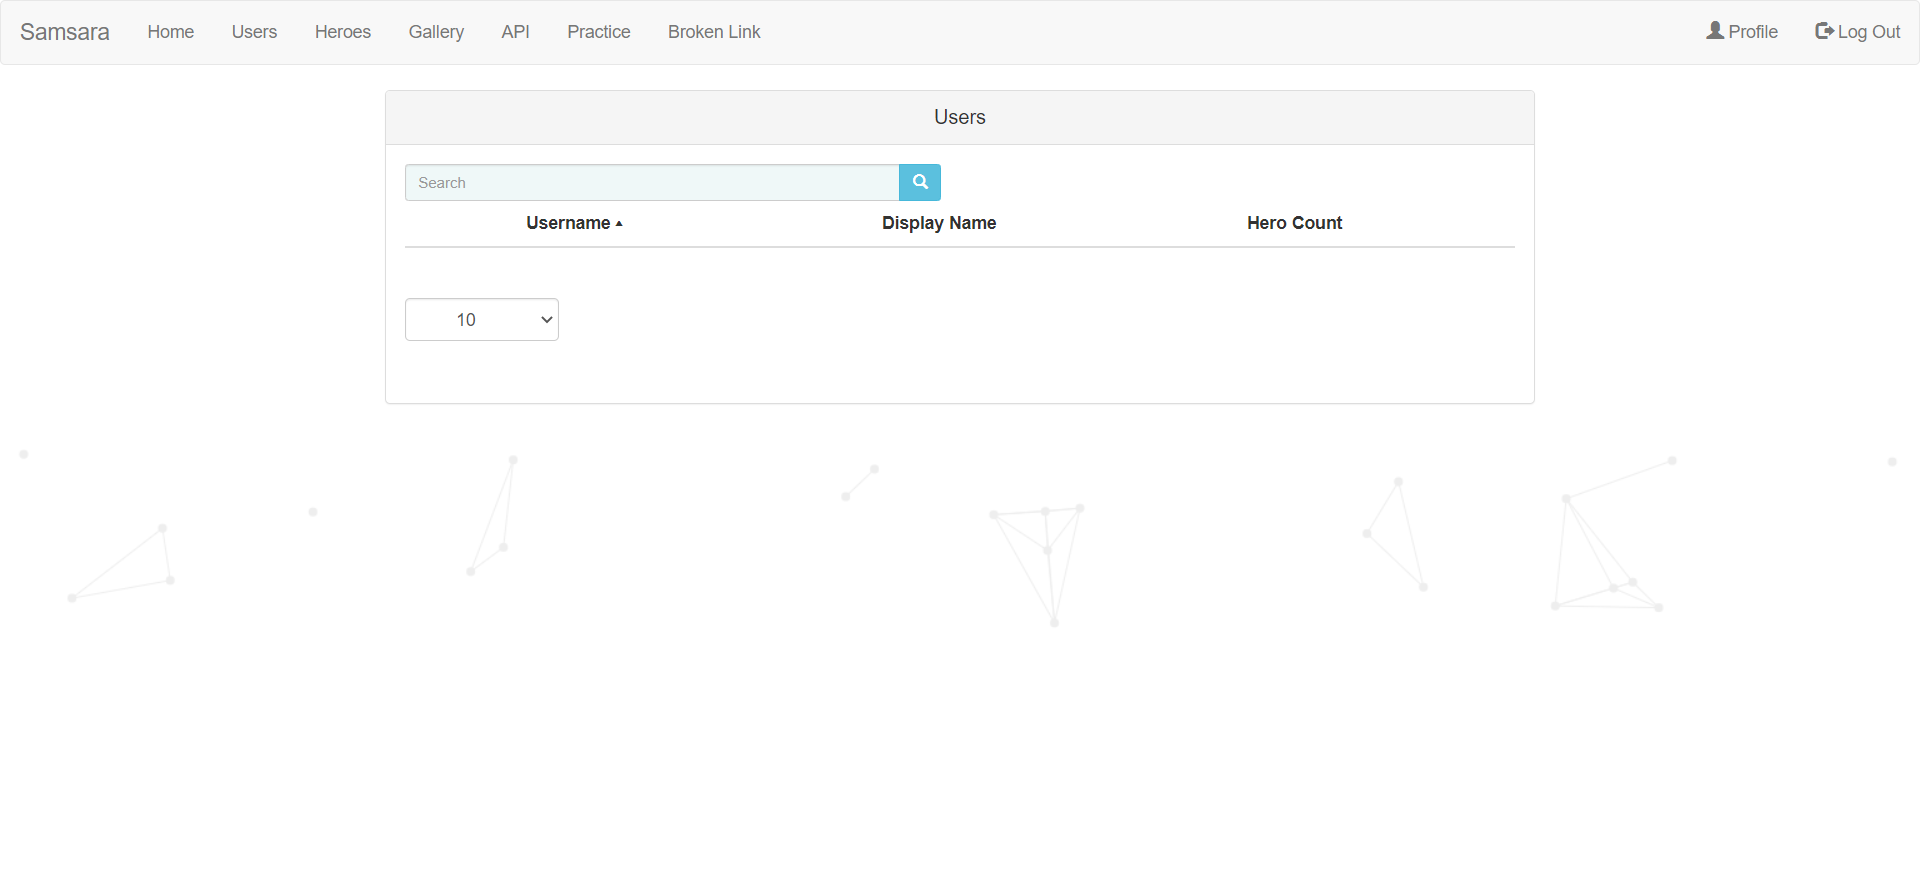 Samsara Home Users Heroes Gallery API Practice Broken Link Profile Log Out
Users
Search
Username Display Name Hero Count
10